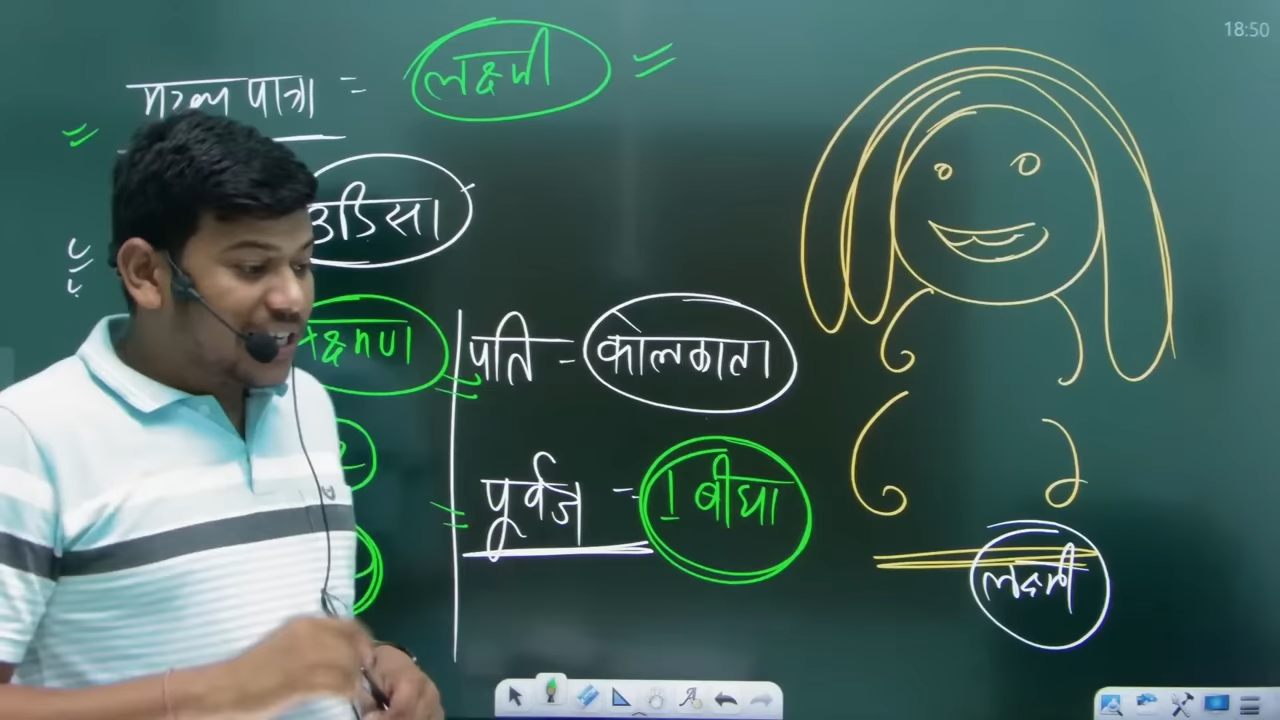 18:50
मुख्य पात्रा = लक्ष्मी
उडिसा
पति = कोलकाता
पूर्वज = 1 बीघा
लक्ष्मी